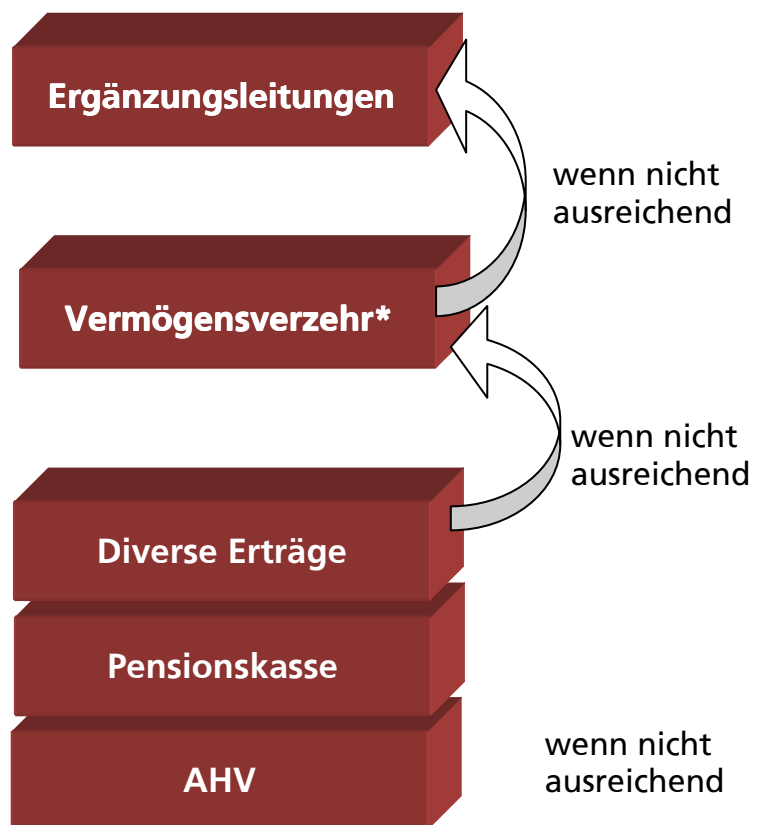 Ergänzungsleitungen
wenn nicht
ausreichend
Vermögensverzehr*
wenn nicht
ausreichend
Diverse Erträge
Pensionskasse
wenn nicht
ausreichend
AHV